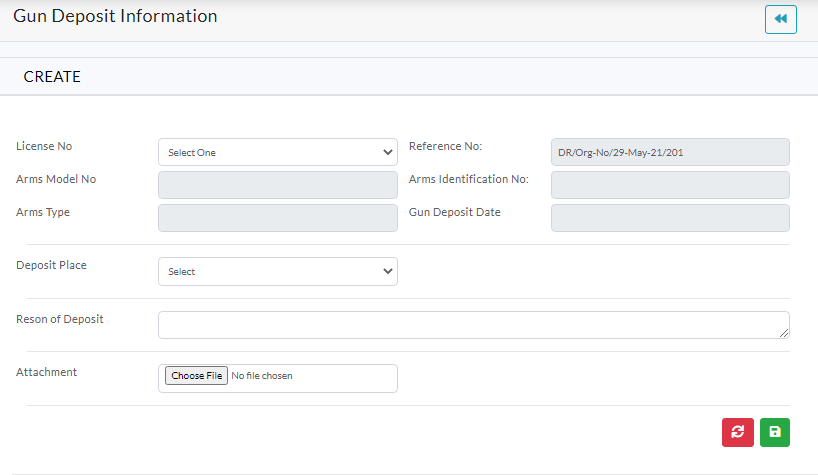 Gun Deposit Information
CREATE
License No Select One Reference No: DR/Org-No/29-May-21/201
Arms Model No Arms Identification No:
Arms Type Gun Deposit Date
Deposit Place Select
Reson of Deposit
Attachment Choose File No file chosen